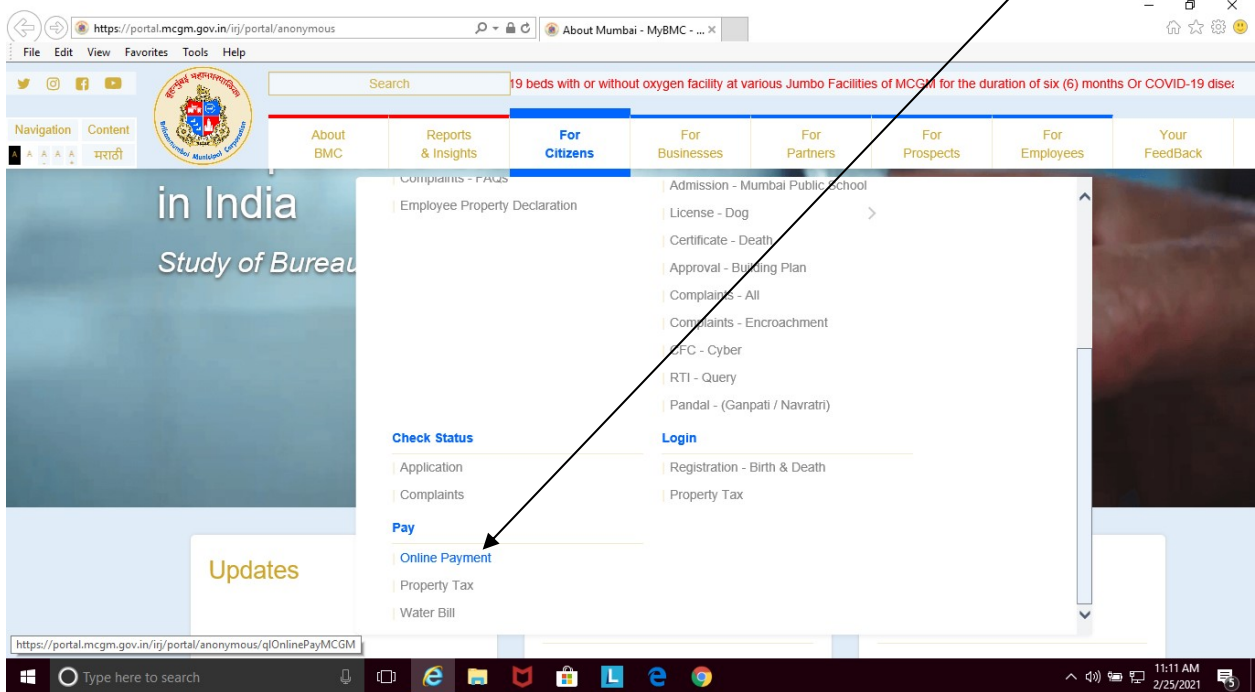 https://portal.mcgm.gov.in/irj/portal/anonymous
About Mumbai - MyBMC - ...
File Edit View Favorites Tools Help
Search
19 beds with or without oxygen facility at various Jumbo Facilities of MCGM for the duration of six (6) months Or COVID-19 disea
Navigation Content
A A A A A मराठी
About BMC
Reports & Insights
For Citizens
For Businesses
For Partners
For Prospects
For Employees
Your FeedBack
in India
Study of Bureau
Complaints - FAQs
Employee Property Declaration
Admission - Mumbai Public School
License - Dog
Certificate - Death
Approval - Building Plan
Complaints - All
Complaints - Encroachment
CFC - Cyber
RTI - Query
Pandal - (Ganpati / Navratri)
Check Status
Application
Complaints
Login
Registration - Birth & Death
Property Tax
Pay
Online Payment
Property Tax
Water Bill
Updates
https://portal.mcgm.gov.in/irj/portal/anonymous/qlOnlinePayMCGM
Type here to search
L
11:11 AM
2/25/2021
5